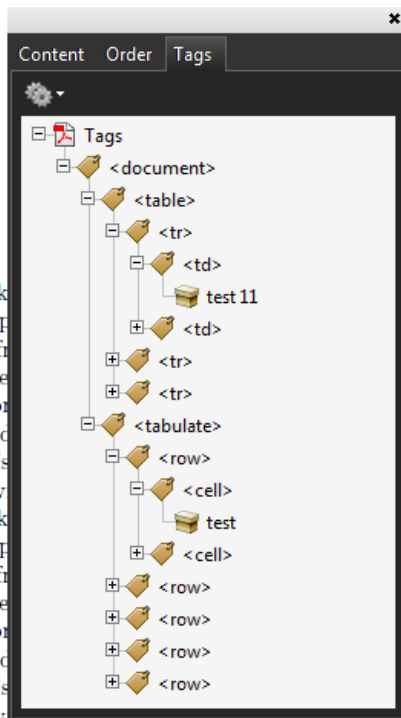 Content Order Tags
Tags
<document>
<table>
<tr>
<td>
test 11
<td>
<tr>
<tr>
<tabulate>
<row>
<cell>
test
<cell>
<row>
<row>
<row>
<row>